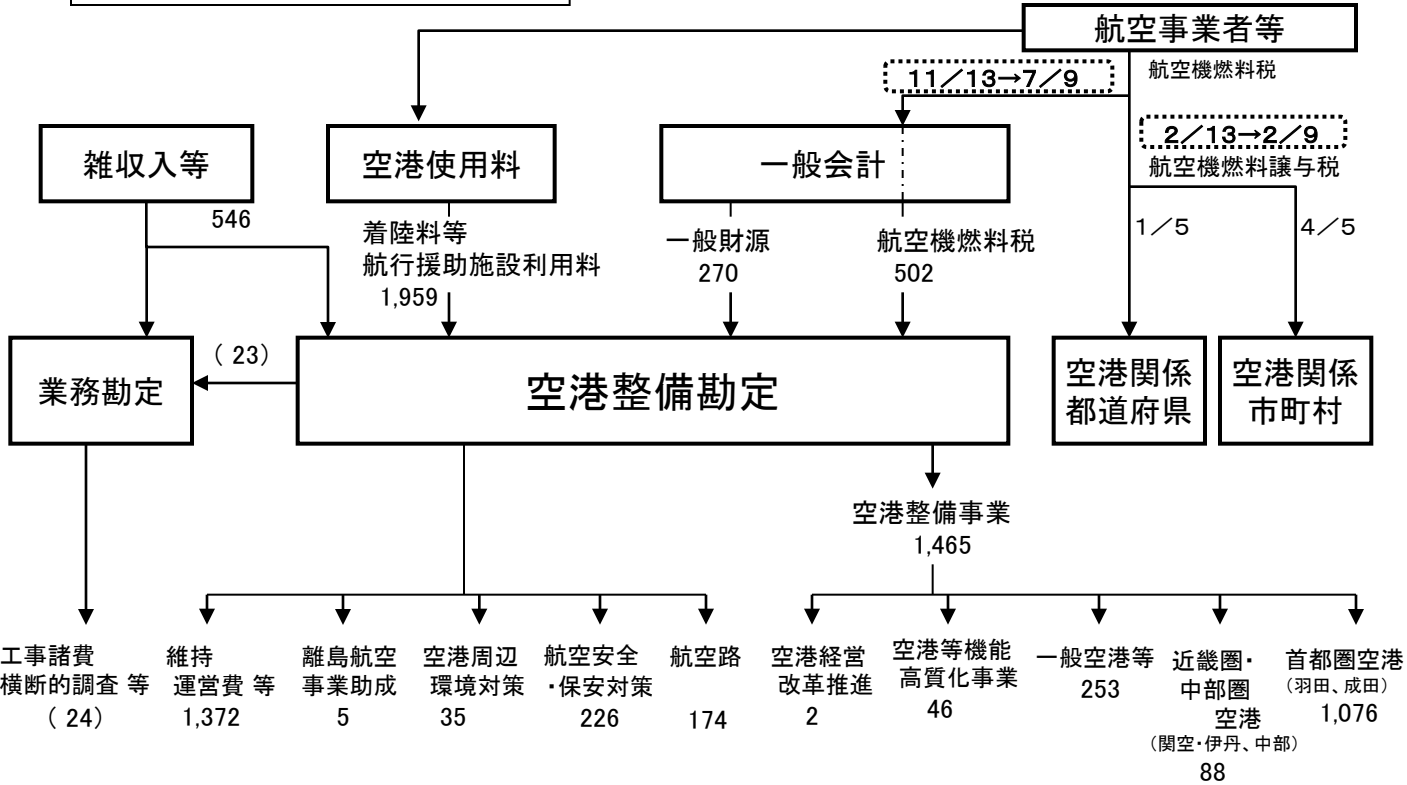 航空事業者等
11／13→7／9
航空機燃料税
2／13→2／9
航空機燃料譲与税
雑収入等
空港使用料
一般会計
546
着陸料等
航行援助施設利用料
1,959
一般財源
270
航空機燃料税
502
1／5
4／5
業務勘定
（ 23）
空港整備勘定
空港関係
都道府県
空港関係
市町村
空港整備事業
1,465
工事諸費
横断的調査 等
（ 24）
維持
運営費 等
1,372
離島航空
事業助成
5
空港周辺
環境対策
35
航空安全
・保安対策
226
航空路
174
空港経営
改革推進
2
空港等機能
高質化事業
46
一般空港等
253
近畿圏・
中部圏
空港
（関空・伊丹、中部）
88
首都圏空港
（羽田、成田）
1,076